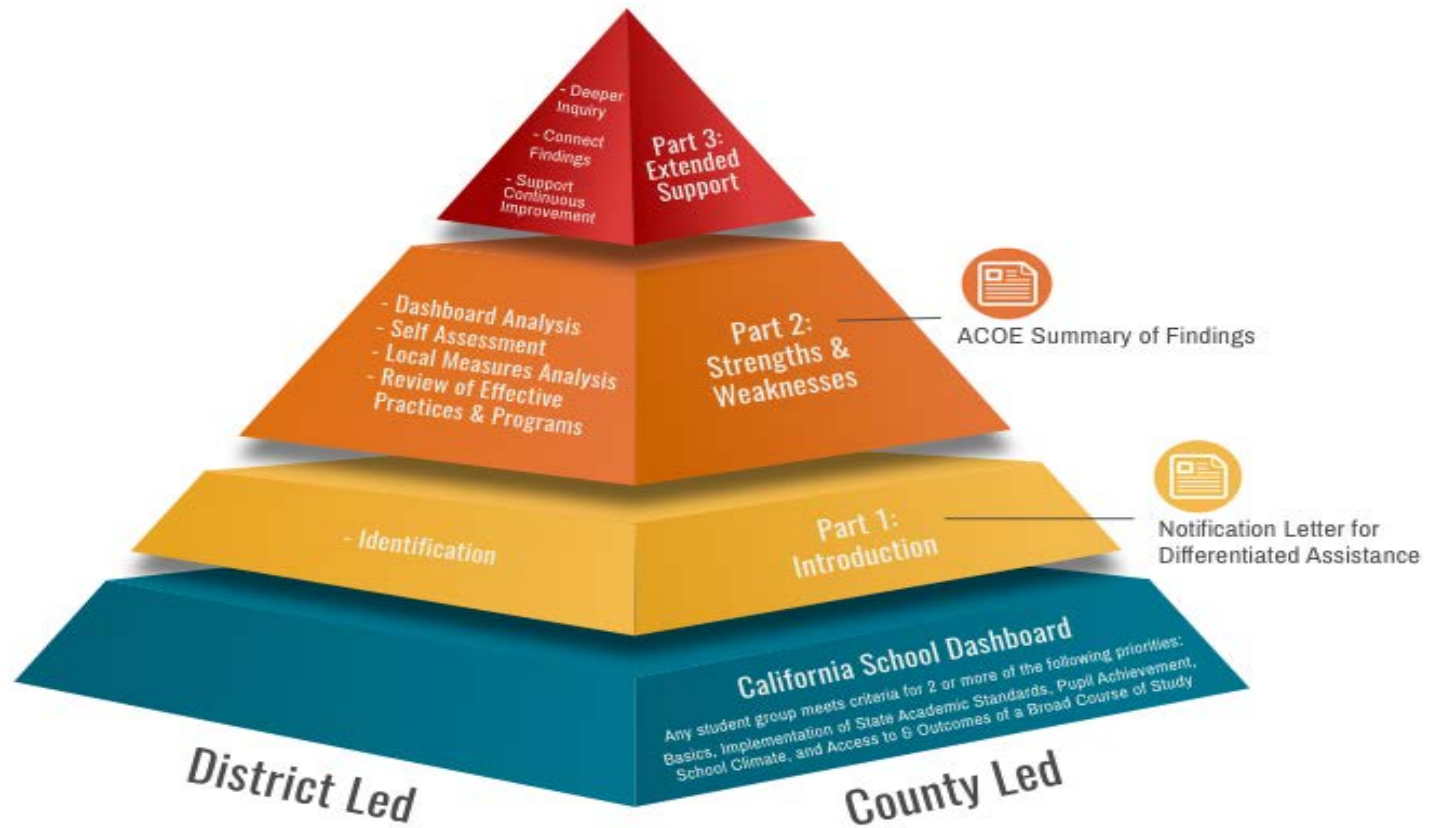 - Deeper
Inquiry
- Connect
Findings
- Support
Continuous
Improvement
Part 3:
Extended
Support
- Dashboard Analysis
- Self Assessment
- Local Measures Analysis
- Review of Effective
Practices & Programs
Part 2:
Strengths &
Weaknesses
ACOE Summary of Findings
- Identification
Part 1:
Introduction
Notification Letter for
Differentiated Assistance
California School Dashboard
Any student group meets criteria for 2 or more of the following priorities:
Basics, Implementation of State Academic Standards, Pupil Achievement,
School Climate, and Access to & Outcomes of a Broad Course of Study
District Led
County Led